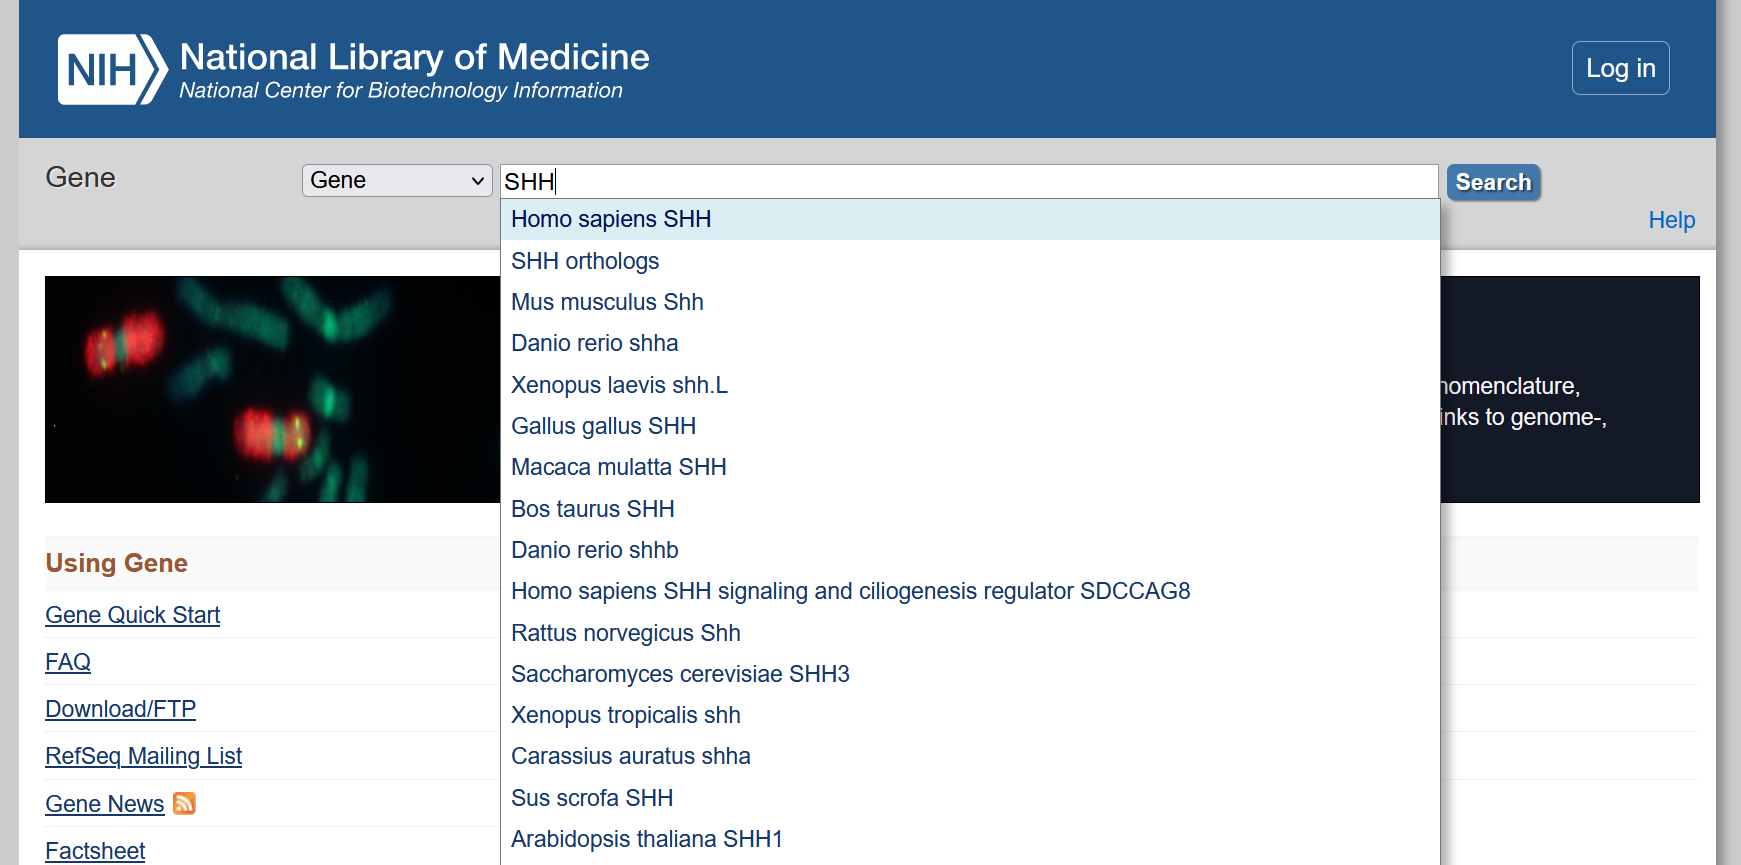 NIH National Library of Medicine
National Center for Biotechnology Information
Log in
Gene
Gene
SHH
Search
Help
Homo sapiens SHH
SHH orthologs
Mus musculus Shh
Danio rerio shha
Xenopus laevis shh.L
Gallus gallus SHH
Macaca mulatta SHH
Bos taurus SHH
Danio rerio shhb
Homo sapiens SHH signaling and ciliogenesis regulator SDCCAG8
Rattus norvegicus Shh
Saccharomyces cerevisiae SHH3
Xenopus tropicalis shh
Carassius auratus shha
Sus scrofa SHH
Arabidopsis thaliana SHH1
nomenclature,
inks to genome-,
Using Gene
Gene Quick Start
FAQ
Download/FTP
RefSeq Mailing List
Gene News
Factsheet